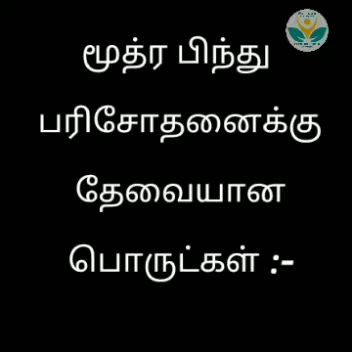 மூத்ர பிந்து
பரிசோதனைக்கு
தேவையான
பொருட்கள் :-